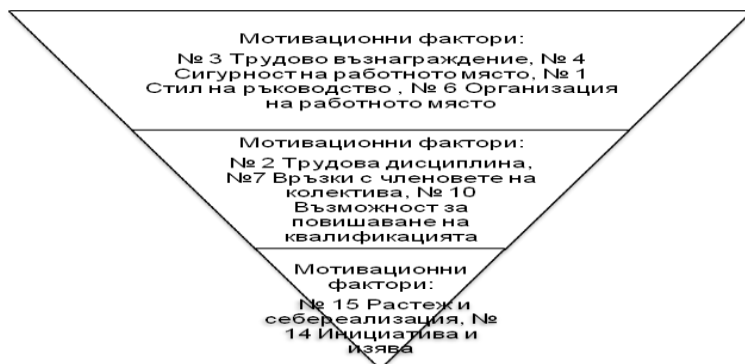 Мотивационни фактори:
№ 3 Трудово възнаграждение, № 4
Сигурност на работното място, № 1
Стил на ръководство , № 6 Организация
на работното място
Мотивационни фактори:
№ 2 Трудова дисциплина,
№7 Връзки с членовете на
колектива, № 10
Възможност за
повишаване на
квалификацията
Мотивационни
фактори:
№ 15 Растеж и
себереализация, №
14 Инициатива и
изява